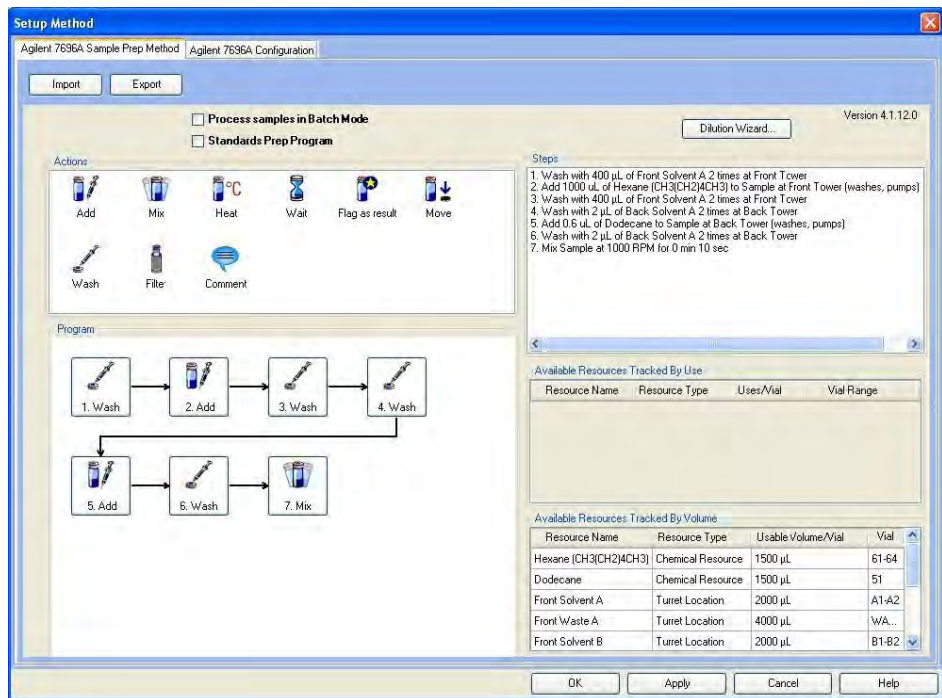 Setup Method
Agilent 7696A Sample Prep Method Agilent 7696A Configuration
Import Export
Process samples in Batch Mode
Standards Prep Program
Dilution Wizard...
Version 4.1.12.0
Actions
Add Mix Heat Wait Flag as result Move
°C
Wash Filter Comment
Steps
1. Wash with 400 µL of Front Solvent A 2 times at Front Tower
2. Add 1000 uL of Hexane (CH3(CH2)4CH3) to Sample at Front Tower (washes, pumps)
3. Wash with 400 µL of Front Solvent A 2 times at Front Tower
4. Wash with 2 µL of Back Solvent A 2 times at Back Tower
5. Add 0.6 uL of Dodecane to Sample at Back Tower (washes, pumps)
6. Wash with 2 µL of Back Solvent A 2 times at Back Tower
7. Mix Sample at 1000 RPM for 0 min 10 sec
Program
1. Wash 2. Add 3. Wash 4. Wash
5. Add 6. Wash 7. Mix
Available Resources Tracked By Use
Resource Name Resource Type Uses/Vial Vial Range
Available Resources Tracked By Volume
Resource Name Resource Type Usable Volume/Vial Vial
Hexane (CH3(CH2)4CH3) Chemical Resource 1500 µL 61-64
Dodecane Chemical Resource 1500 µL 51
Front Solvent A Turret Location 2000 µL A1-A2
Front Waste A Turret Location 4000 µL WA...
Front Solvent B Turret Location 2000 µL B1-B2
OK Apply Cancel Help